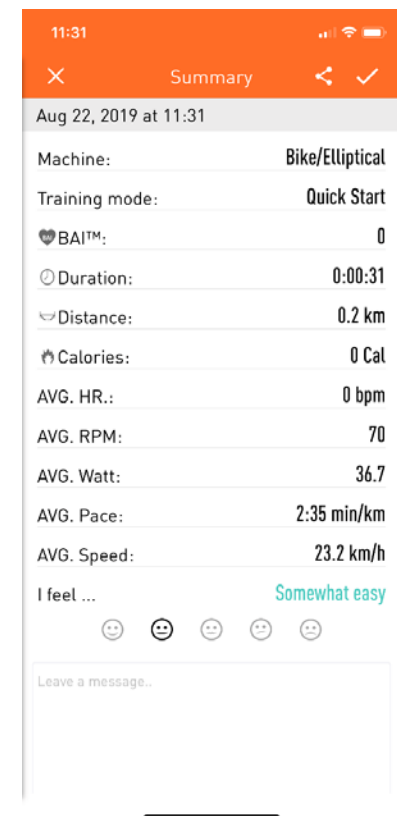 11:31
Summary
Aug 22, 2019 at 11:31
Machine: Bike/Elliptical
Training mode: Quick Start
BAI™: 0
Duration: 0:00:31
Distance: 0.2 km
Calories: 0 Cal
AVG. HR.: 0 bpm
AVG. RPM: 70
AVG. Watt: 36.7
AVG. Pace: 2:35 min/km
AVG. Speed: 23.2 km/h
I feel ... Somewhat easy
Leave a message..